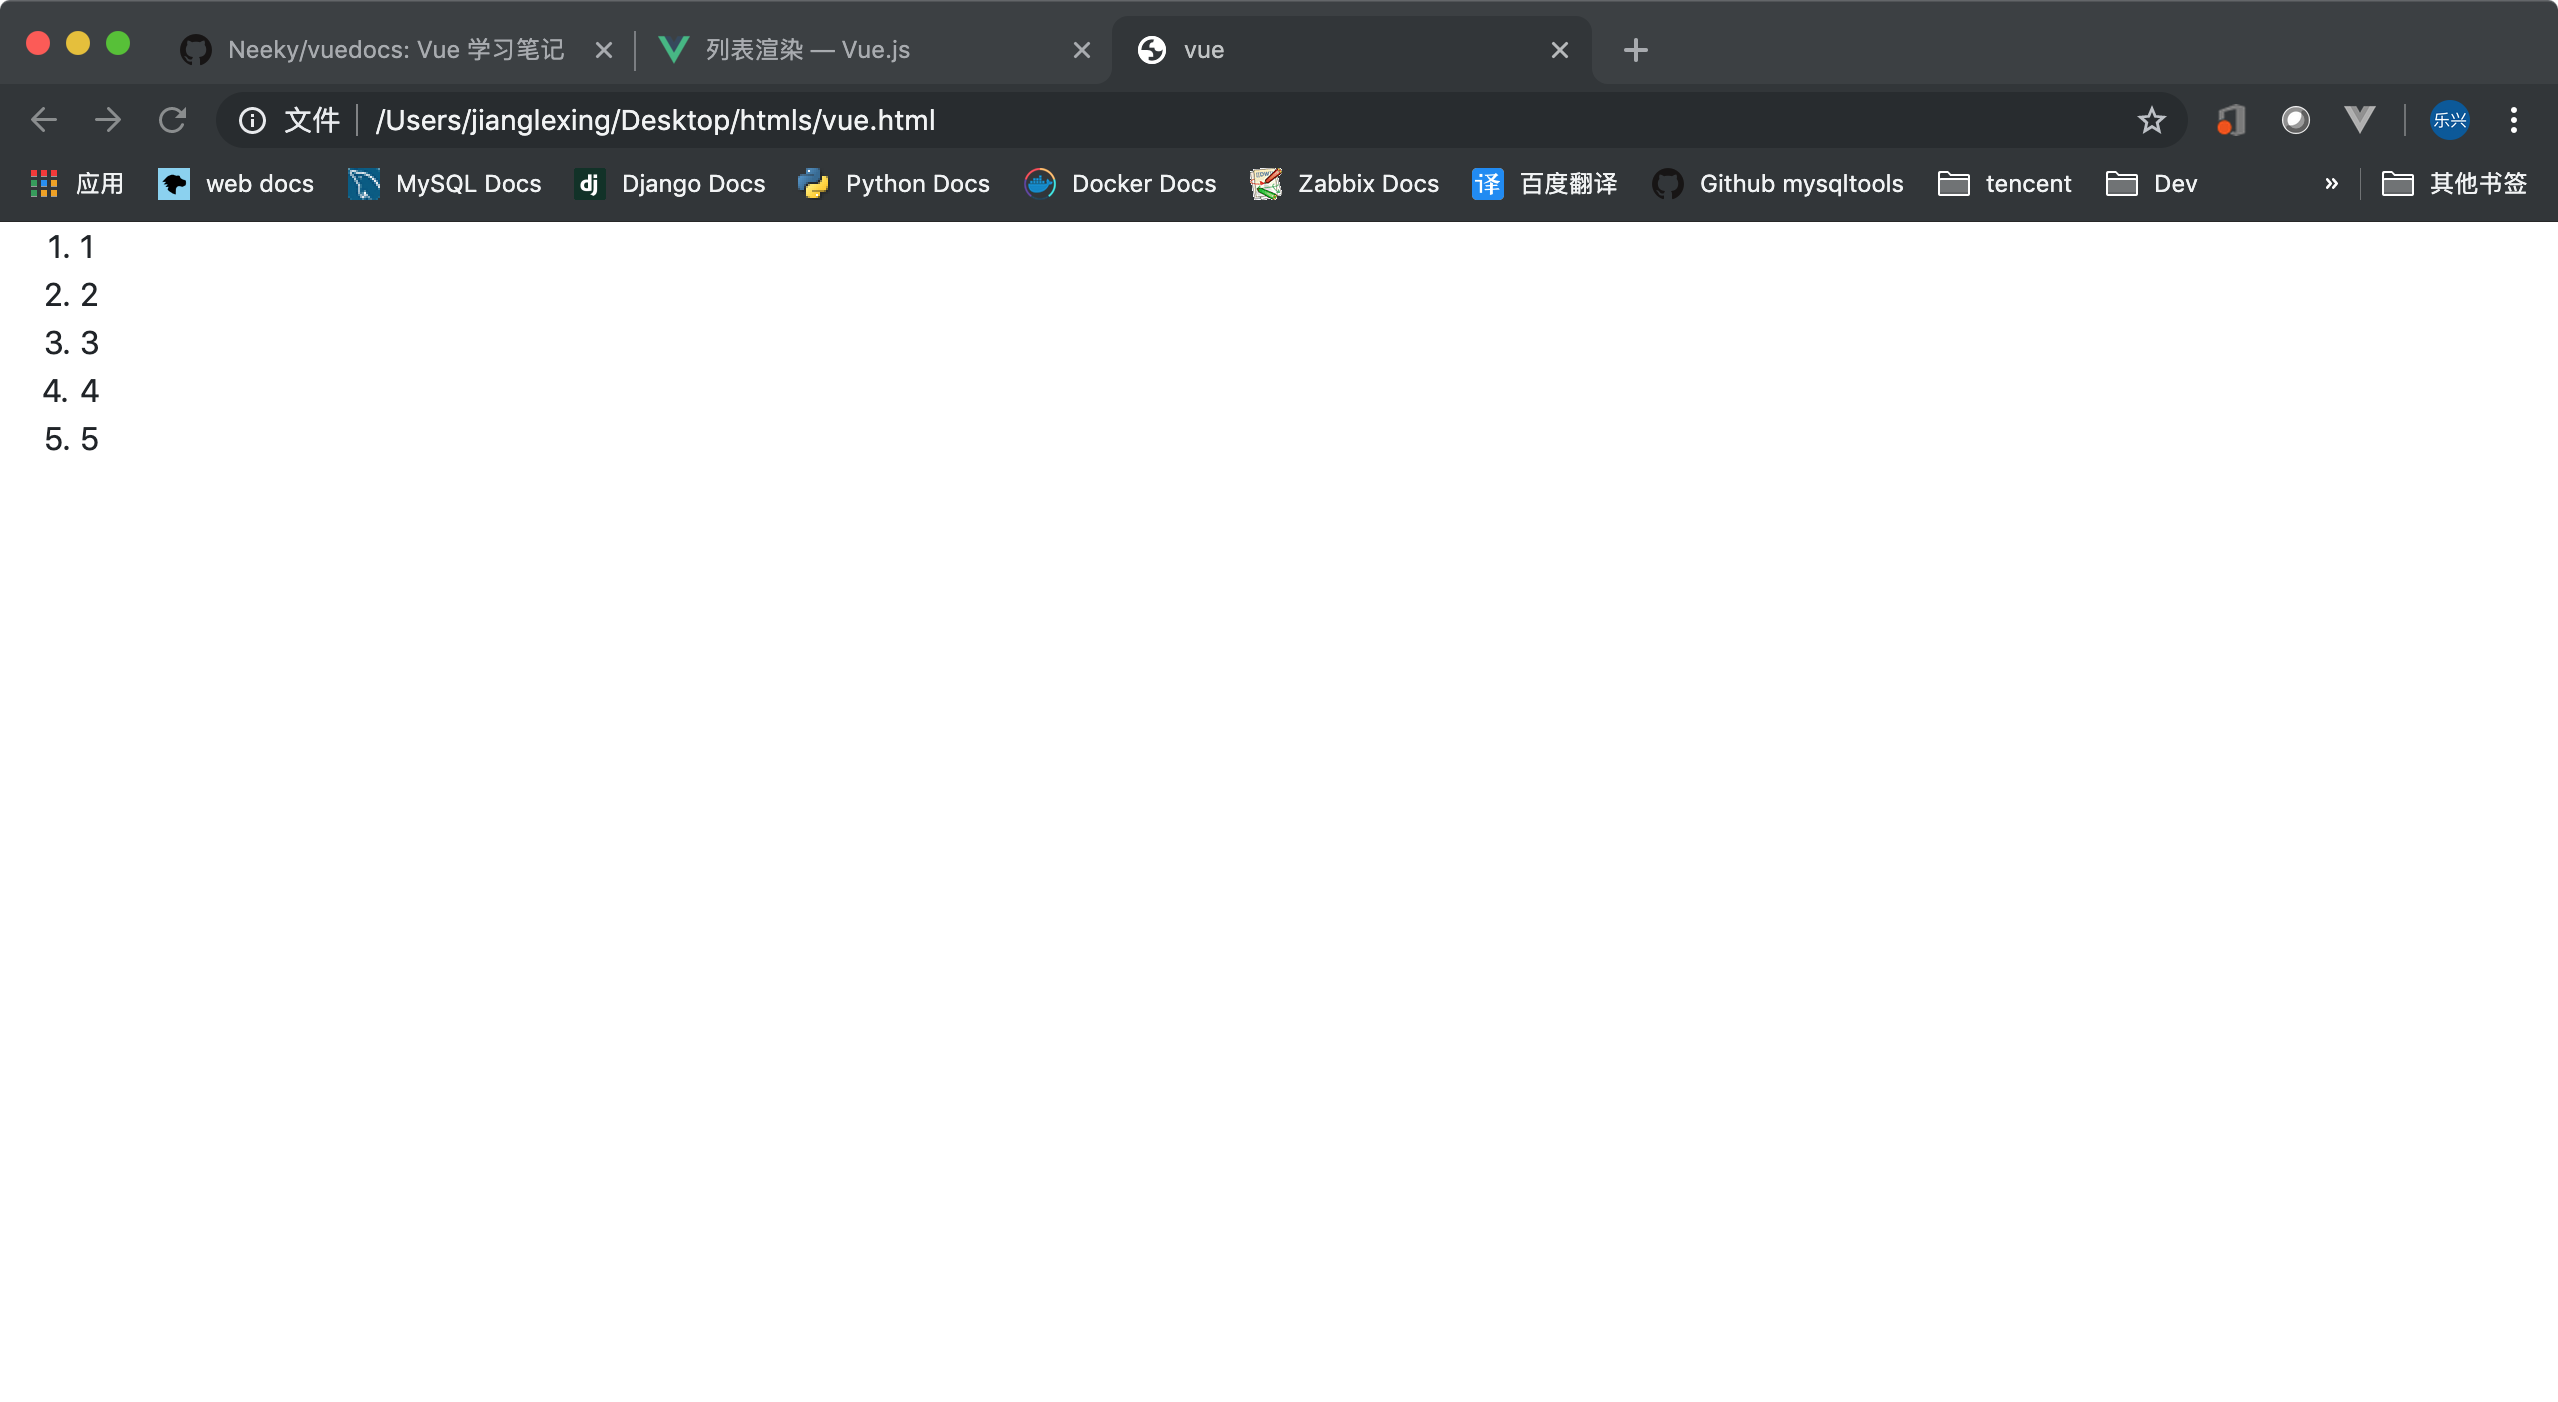 Neeky/vuedocs: Vue 学习笔记
列表渲染 — Vue.js
vue
文件
/Users/jianglexing/Desktop/htmls/vue.html
乐兴
应用
web docs
MySQL Docs
dj
Django Docs
Python Docs
Docker Docs
Zabbix Docs
译
百度翻译
Github mysqltools
tencent
Dev
»
其他书签
1. 1
2. 2
3. 3
4. 4
5. 5